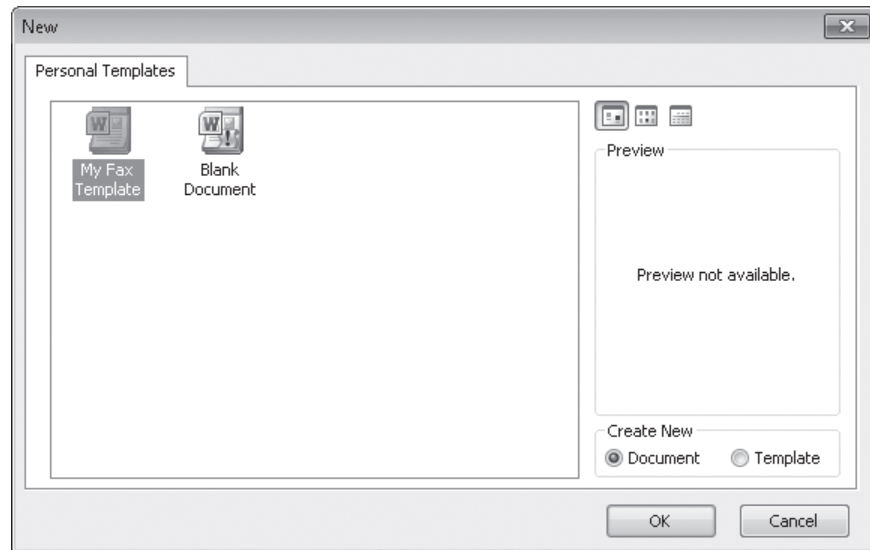 New
Personal Templates
My Fax
Template
Blank
Document
Preview
Preview not available.
Create New
Document
Template
OK
Cancel